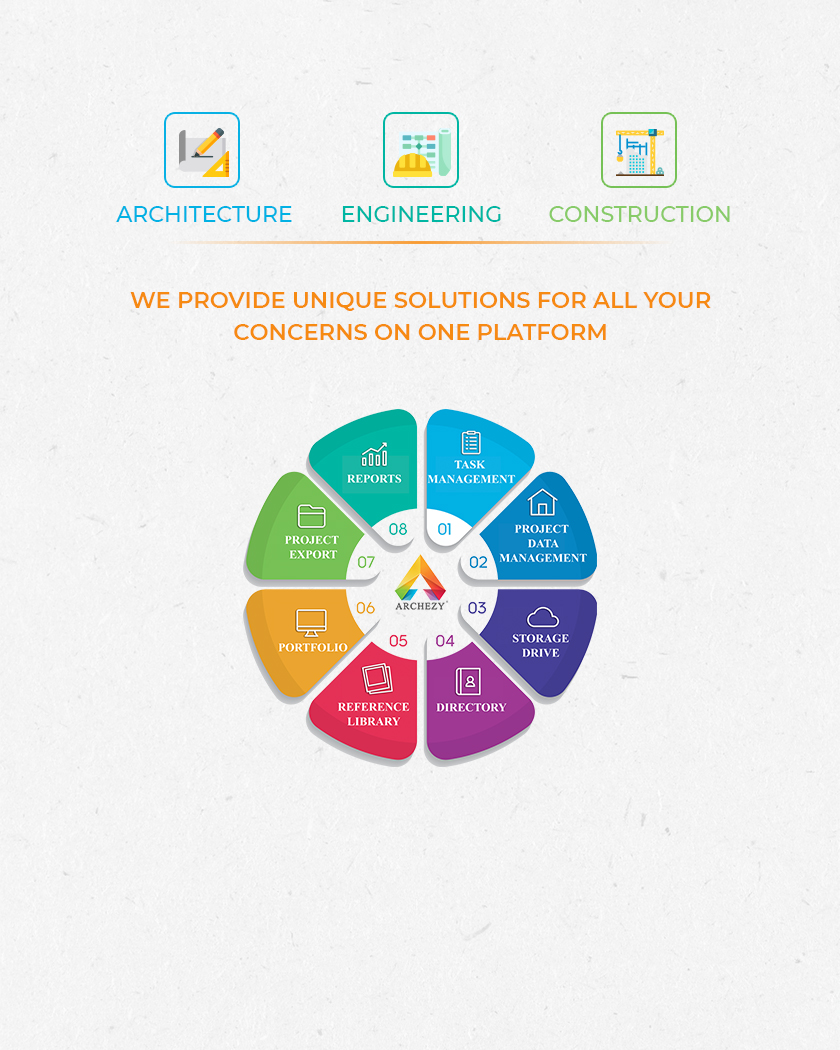 ARCHITECTURE
ENGINEERING
CONSTRUCTION
WE PROVIDE UNIQUE SOLUTIONS FOR ALL YOUR
CONCERNS ON ONE PLATFORM
TASK
MANAGEMENT
01
PROJECT
DATA
MANAGEMENT
02
STORAGE
DRIVE
03
DIRECTORY
04
REFERENCE
LIBRARY
05
PORTFOLIO
06
PROJECT
EXPORT
07
REPORTS
08
ARCHEZY